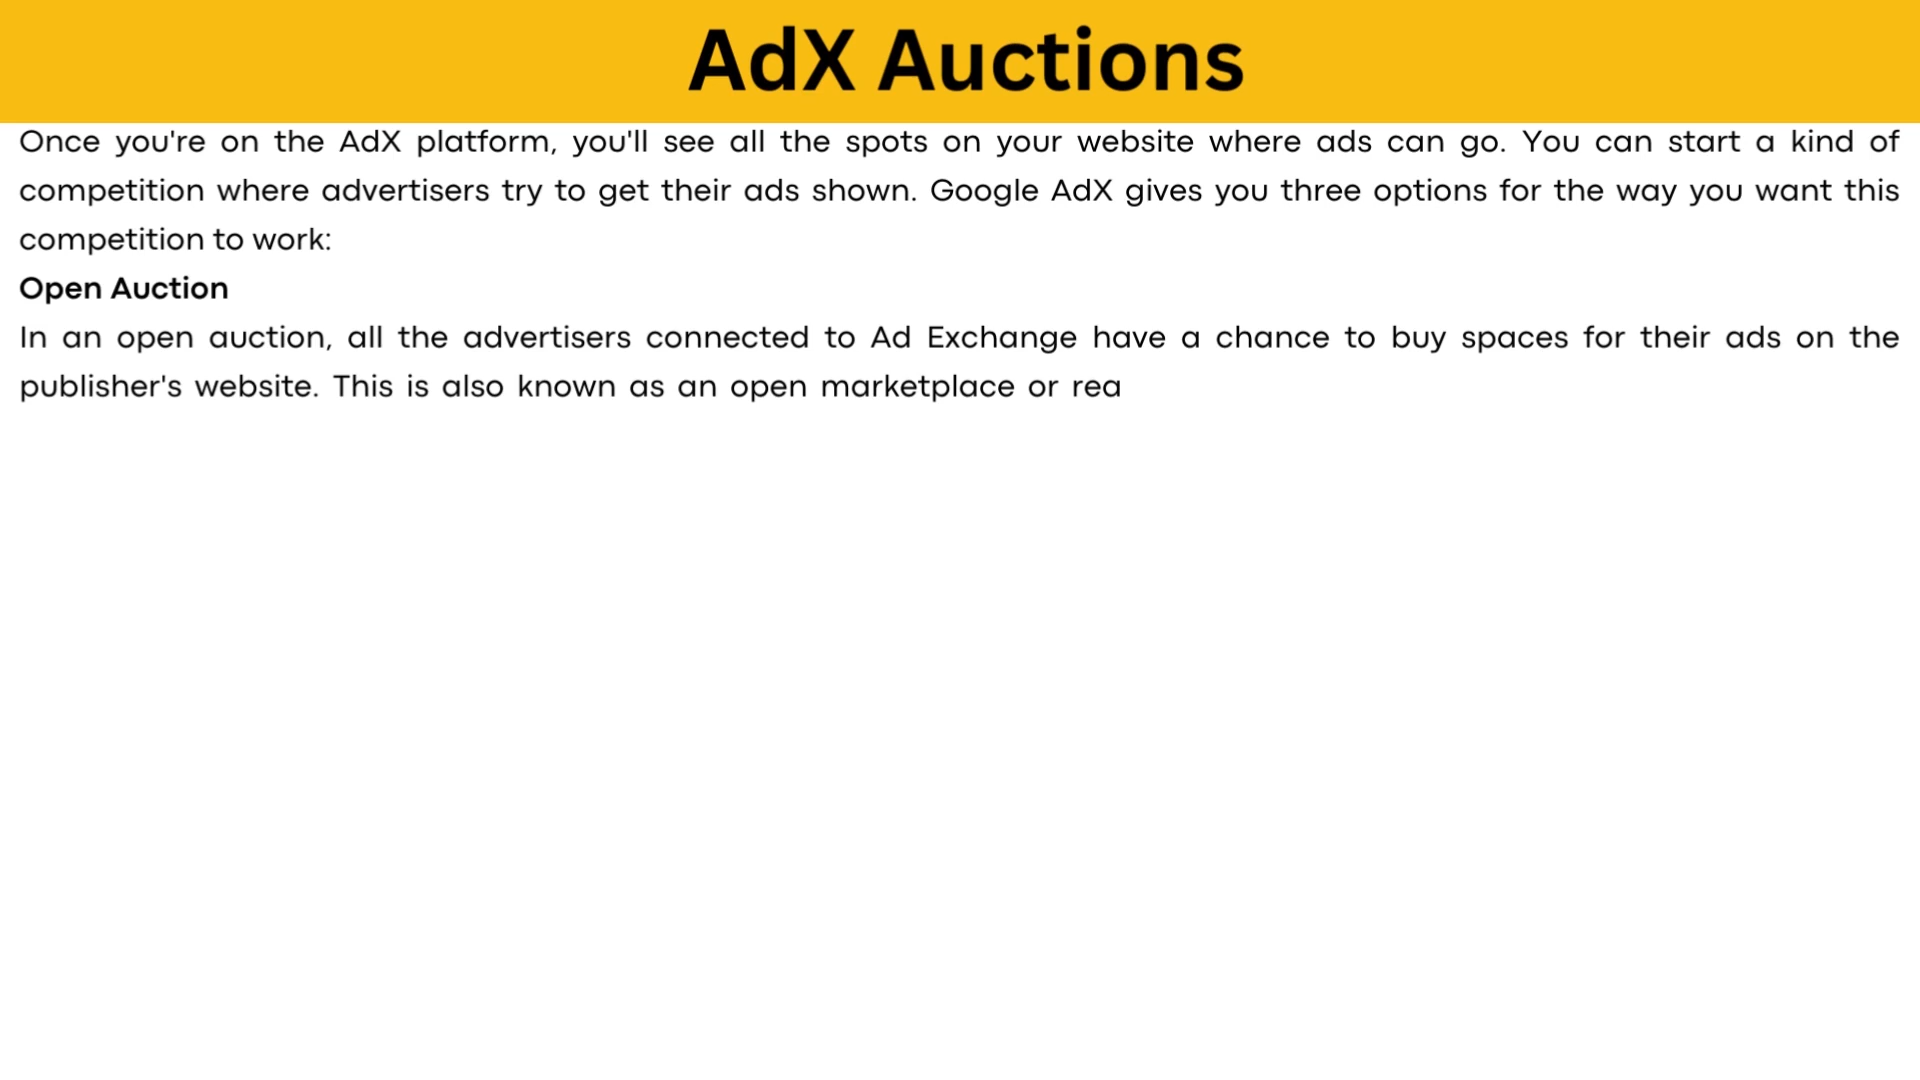 AdX Auctions
Once you're on the AdX platform, you'll see all the spots on your website where ads can go. You can start a kind of
competition where advertisers try to get their ads shown. Google AdX gives you three options for the way you want this
competition to work:
Open Auction
In an open auction, all the advertisers connected to Ad Exchange have a chance to buy spaces for their ads on the
publisher's website. This is also known as an open marketplace or rea